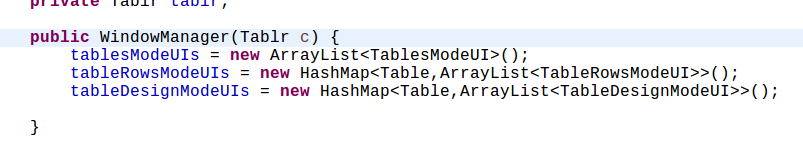 private Tablr tablr;
public WindowManager(Tablr c) {
tablesModeUIs = new ArrayList<TablesModeUI>();
tableRowsModeUIs = new HashMap<Table,ArrayList<TableRowsModeUI>>();
tableDesignModeUIs = new HashMap<Table,ArrayList<TableDesignModeUI>>();
}